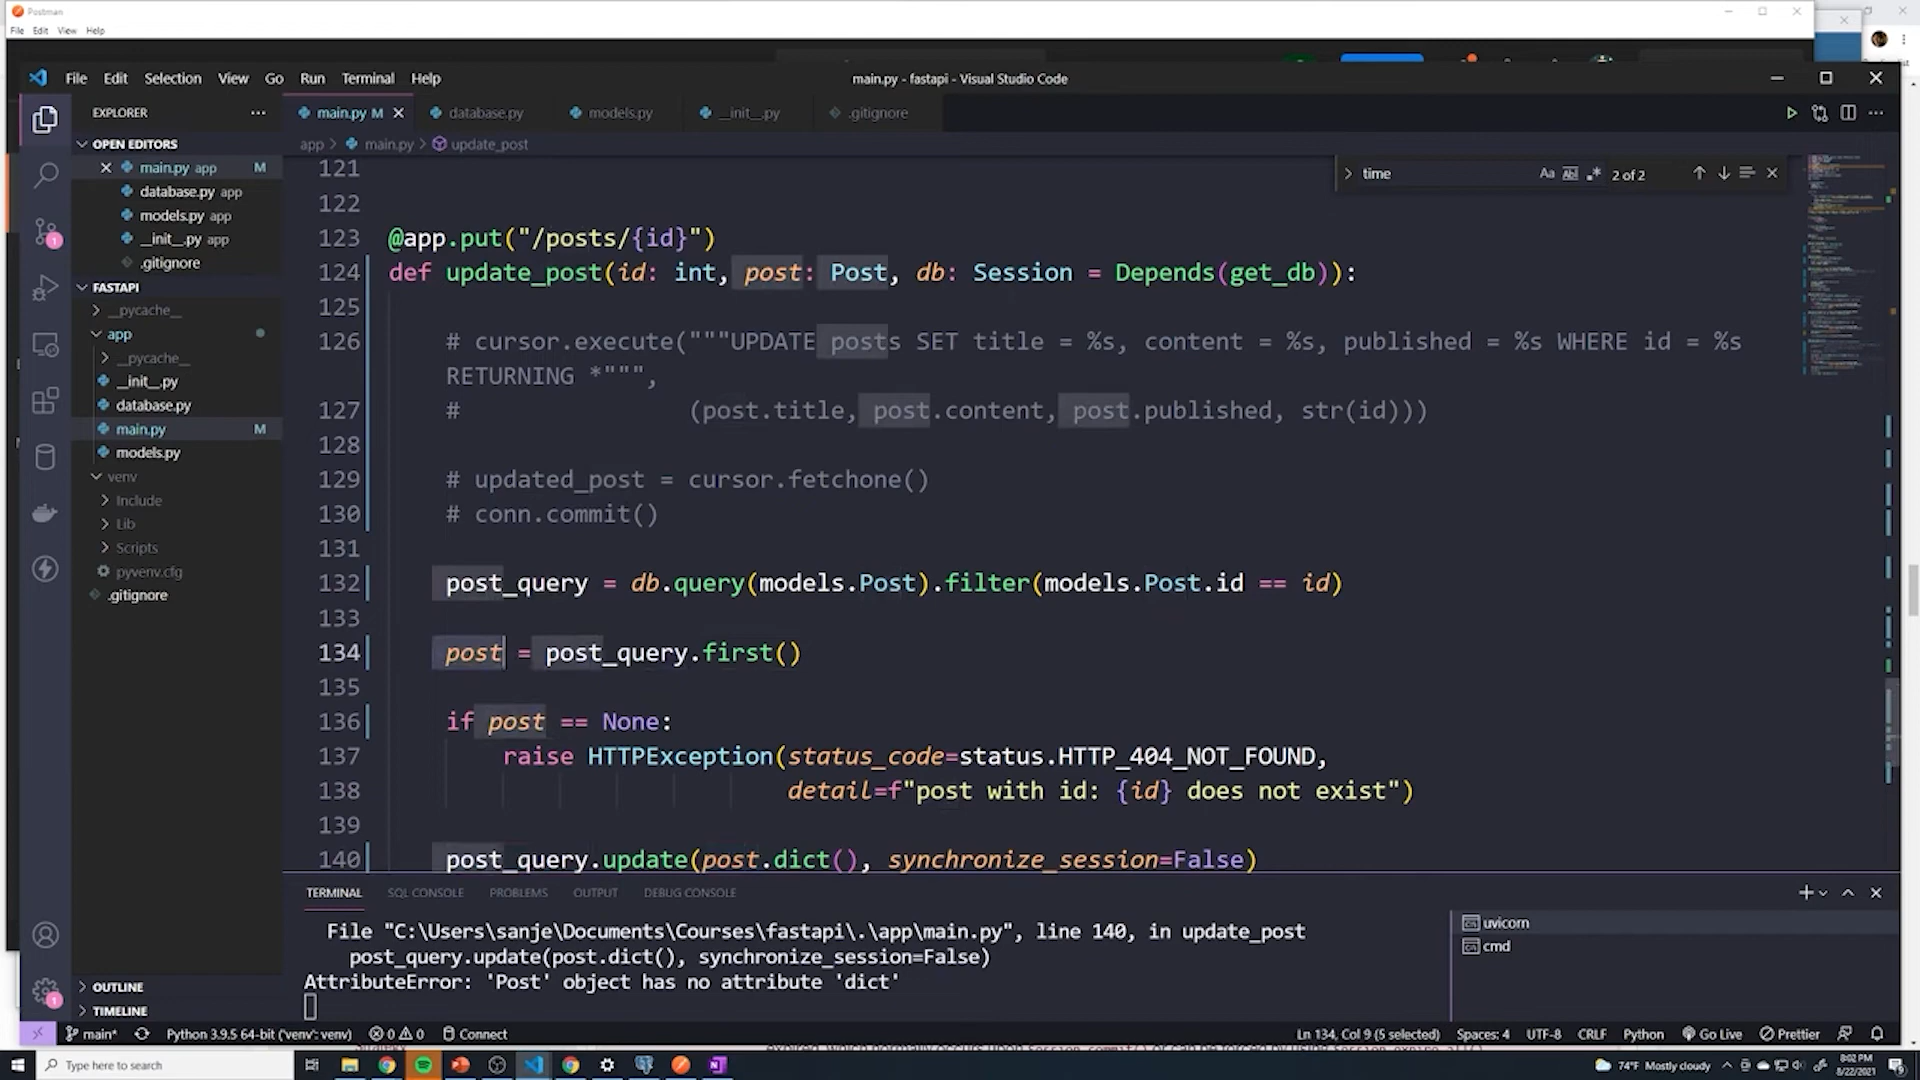 Postman
File Edit View Help
File Edit Selection View Go Run Terminal Help
main.py - fastapi - Visual Studio Code
EXPLORER
main.py M
database.py
models.py
__init__.py
.gitignore
OPEN EDITORS
main.py app M
database.py app
models.py app
__init__.py app
.gitignore
FASTAPI
__pycache__
app
__pycache__
__init__.py
database.py
main.py M
models.py
venv
Include
Lib
Scripts
pyvenv.cfg
.gitignore
OUTLINE
TIMELINE
app > main.py > update_post
time
Aa
2 of 2
121
122
123 @app.put("/posts/{id}")
124 def update_post(id: int, post: Post, db: Session = Depends(get_db)):
125
126 # cursor.execute("""UPDATE posts SET title = %s, content = %s, published = %s WHERE id = %s
RETURNING *""",
127 # (post.title, post.content, post.published, str(id)))
128
129 # updated_post = cursor.fetchone()
130 # conn.commit()
131
132 post_query = db.query(models.Post).filter(models.Post.id == id)
133
134 post = post_query.first()
135
136 if post == None:
137 raise HTTPException(status_code=status.HTTP_404_NOT_FOUND,
138 detail=f"post with id: {id} does not exist")
139
140 post_query.update(post.dict(), synchronize_session=False)
TERMINAL SQL CONSOLE PROBLEMS OUTPUT DEBUG CONSOLE
File "C:\Users\sanje\Documents\Courses\fastapi\.\app\main.py", line 140, in update_post
post_query.update(post.dict(), synchronize_session=False)
AttributeError: 'Post' object has no attribute 'dict'
uvicorn
cmd
main* Python 3.9.5 64-bit ('venv': venv) 0 0 Connect
Ln 134, Col 9 (5 selected) Spaces: 4 UTF-8 CRLF Python Go Live Prettier
Type here to search
74°F Mostly cloudy
8:02 PM
8/22/2021